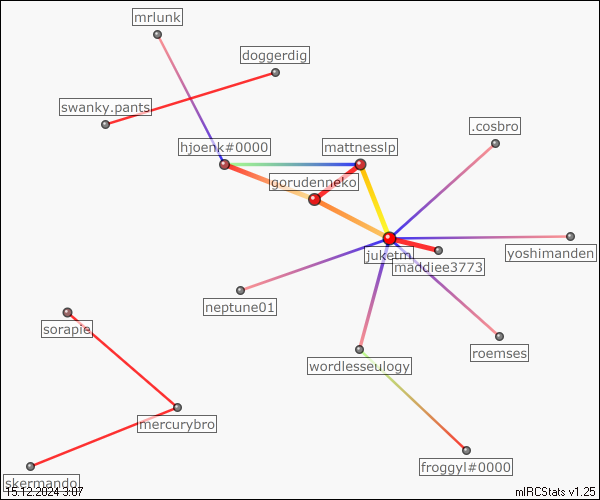 mrlunk
doggerdig
swanky.pants
.cosbro
hjoenk#0000
mattnesslp
gorudenneko
juketm
yoshimanden
maddiee3773
neptune01
sorapie
roemses
wordlesseulogy
mercurybro
froggyl#0000
skermando
15.12.2024 3:07
mIRCStats v1.25